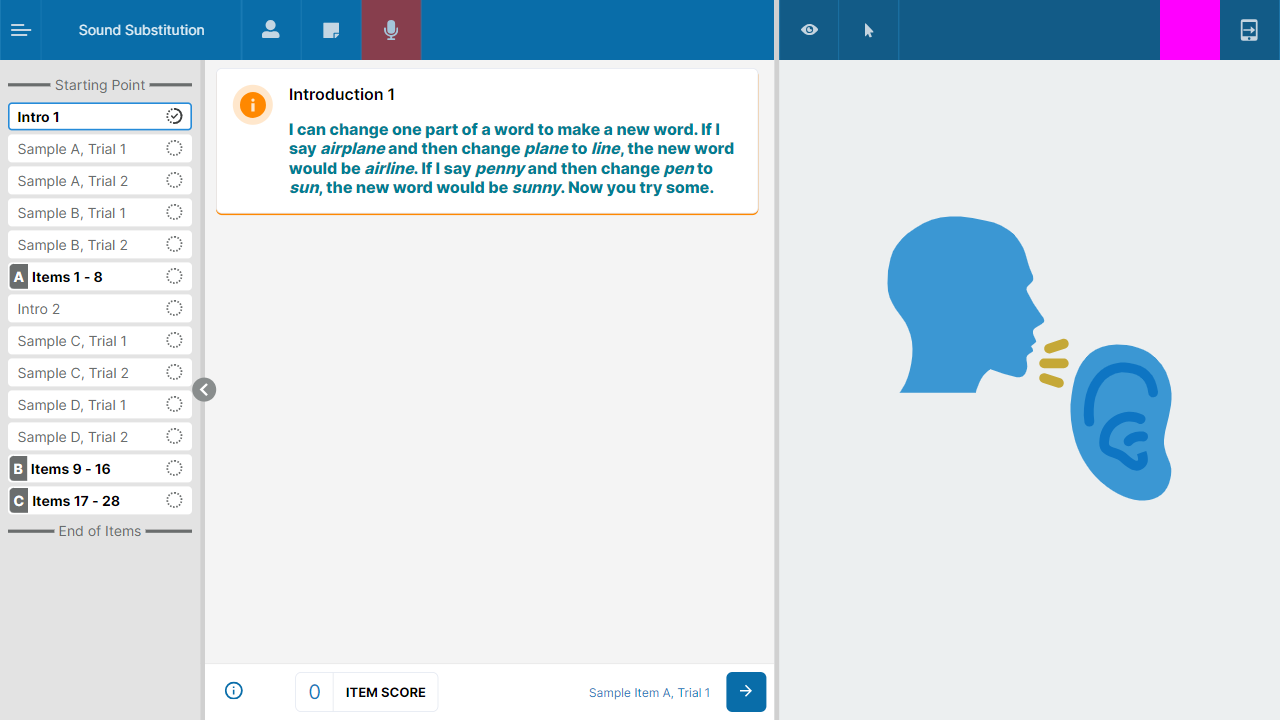 Sound Substitution
Starting Point
Intro 1
Sample A, Trial 1
Sample A, Trial 2
Sample B, Trial 1
Sample B, Trial 2
A Items 1 - 8
Intro 2
Sample C, Trial 1
Sample C, Trial 2
Sample D, Trial 1
Sample D, Trial 2
B Items 9 - 16
C Items 17 - 28
End of Items
Introduction 1
I can change one part of a word to make a new word. If I
say airplane and then change plane to line, the new word
would be airline. If I say penny and then change pen to
sun, the new word would be sunny. Now you try some.
0 ITEM SCORE
Sample Item A, Trial 1